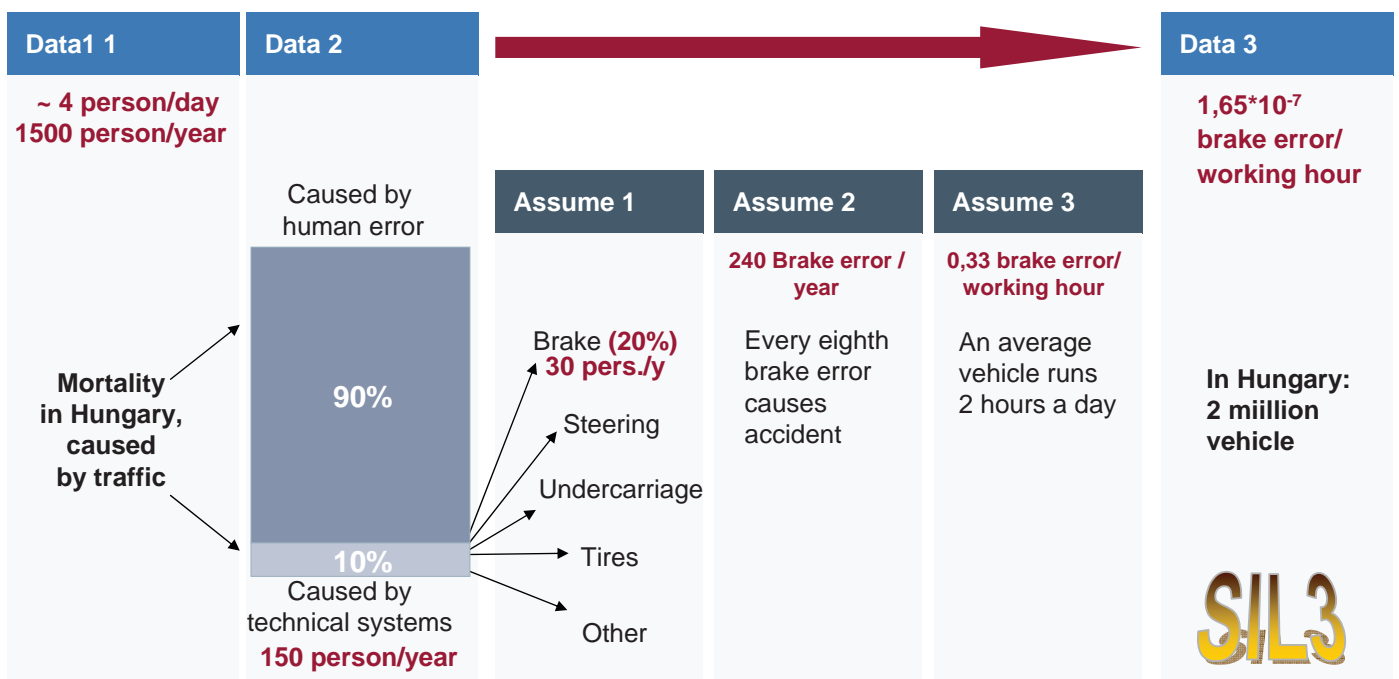 Data1 1
~ 4 person/day
1500 person/year
Mortality
in Hungary,
caused
by traffic
Data 2
Caused by
human error
90%
10%
Caused by
technical systems
150 person/year
Assume 1
Brake (20%)
30 pers./y
Steering
Undercarriage
Tires
Other
Assume 2
240 Brake error /
year
Every eighth
brake error
causes
accident
Assume 3
0,33 brake error/
working hour
An average
vehicle runs
2 hours a day
Data 3
1,65*10⁻⁷
brake error/
working hour
In Hungary:
2 miillion
vehicle
SIL3